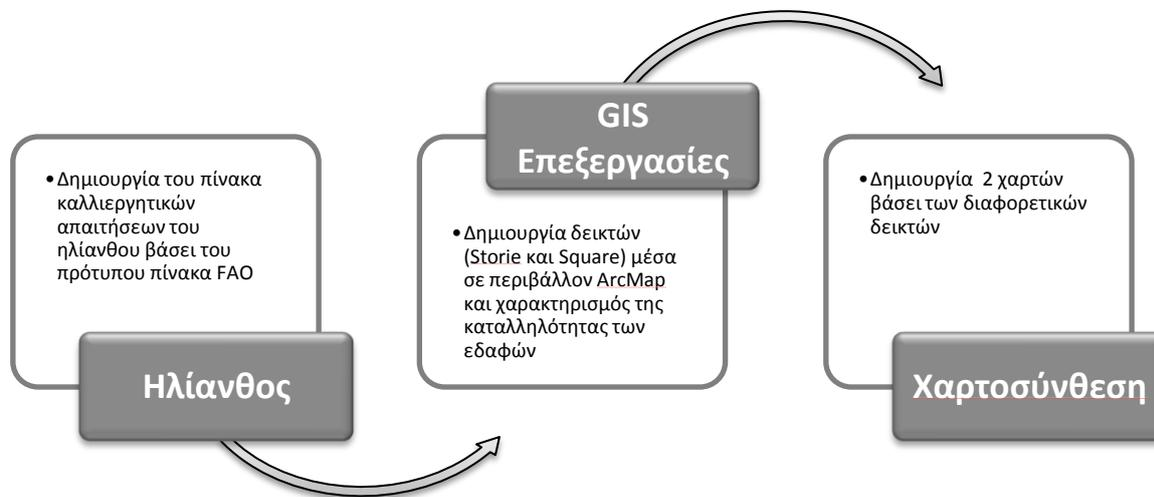 •Δημιουργία του πίνακα
καλλιεργητικών
απαιτήσεων του
ηλίανθου βάσει του
πρότυπου πίνακα FAO
Ηλίανθος
GIS
Επεξεργασίες
•Δημιουργία δεικτών
(Storie και Square) μέσα
σε περιβάλλον ArcMap
και χαρακτηρισμός της
καταλληλότητας των
εδαφών
•Δημιουργία 2 χαρτών
βάσει των διαφορετικών
δεικτών
Χαρτοσύνθεση